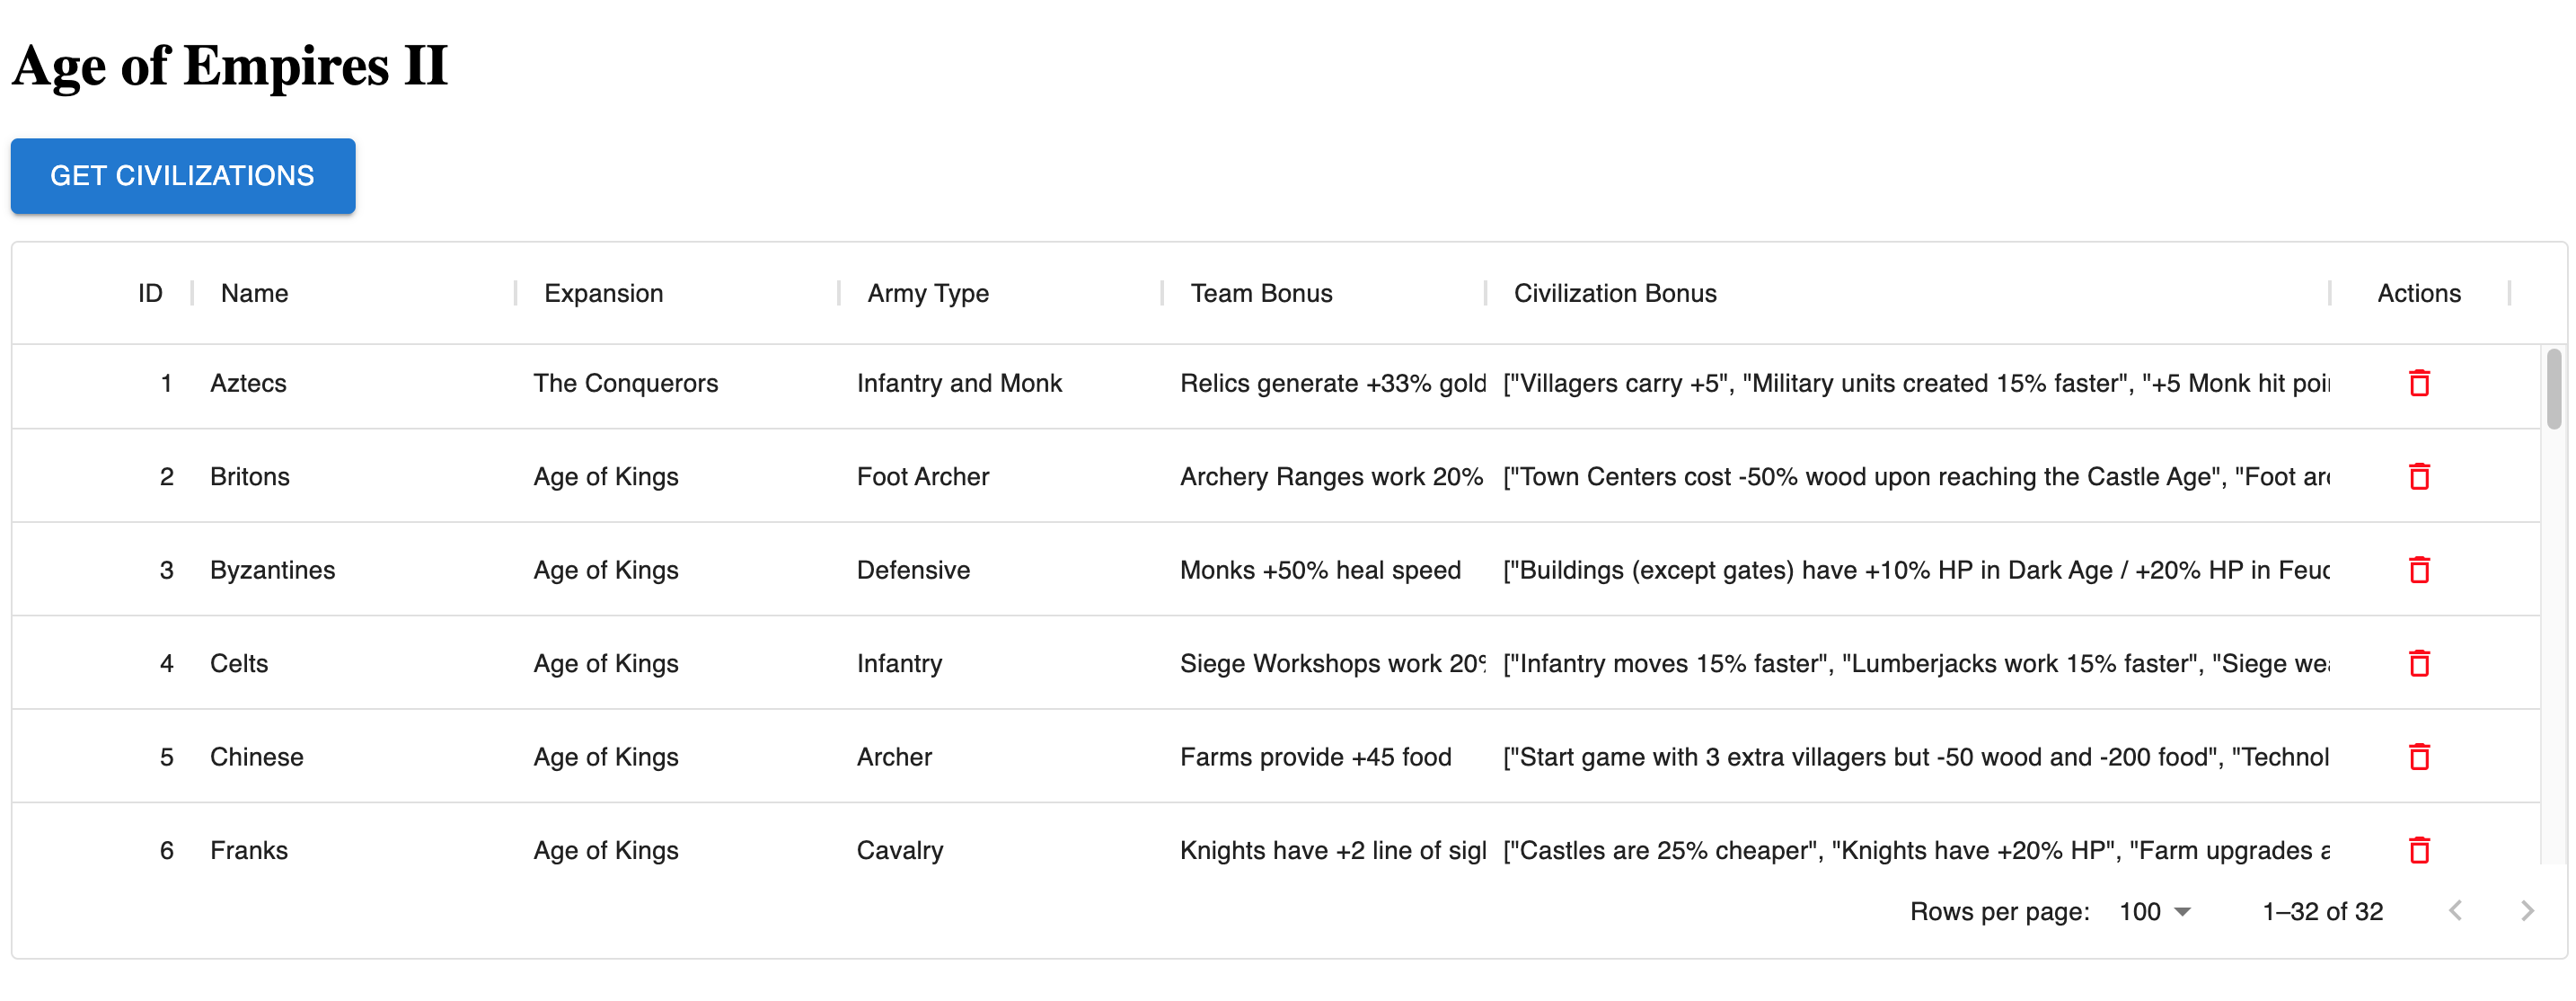 Age of Empires II
GET CIVILIZATIONS
ID Name Expansion Army Type Team Bonus Civilization Bonus Actions
1 Aztecs The Conquerors Infantry and Monk Relics generate +33% gold ["Villagers carry +5", "Military units created 15% faster", "+5 Monk hit
2 Britons Age of Kings Foot Archer Archery Ranges work 20% ["Town Centers cost -50% wood upon reaching the Castle Age", "Foot
3 Byzantines Age of Kings Defensive Monks +50% heal speed ["Buildings (except gates) have +10% HP in Dark Age / +20% HP in
4 Celts Age of Kings Infantry Siege Workshops work ["Infantry moves 15% faster", "Lumberjacks work 15% faster", "Siege
5 Chinese Age of Kings Archer Farms provide +45 food ["Start game with 3 extra villagers but -50 wood and -200 food",
6 Franks Age of Kings Cavalry Knights have +2 line of ["Castles are 25% cheaper", "Knights have +20% HP", "Farm upgrades
Rows per page: 100 1–32 of 32